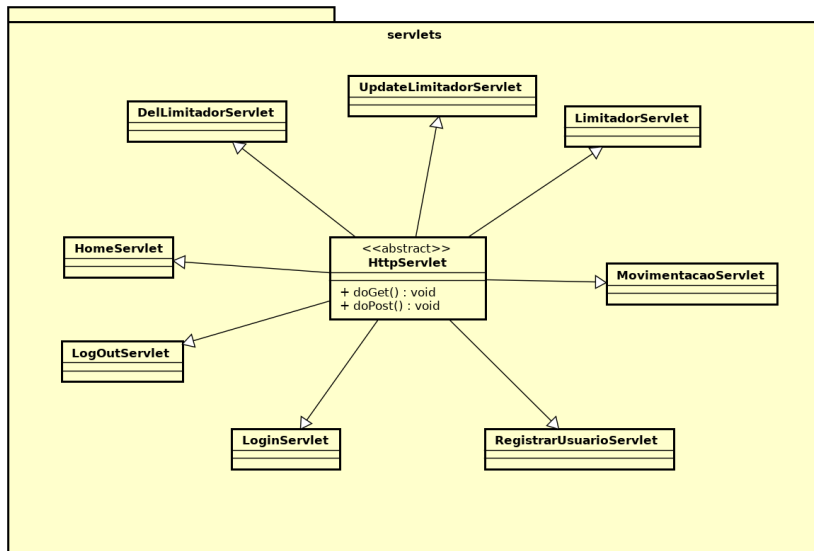 servlets
UpdateLimitadorServlet
DelLimitadorServlet
LimitadorServlet
HomeServlet
<<abstract>>
HttpServlet
+ doGet() : void
+ doPost() : void
MovimentacaoServlet
LogOutServlet
LoginServlet
RegistrarUsuarioServlet